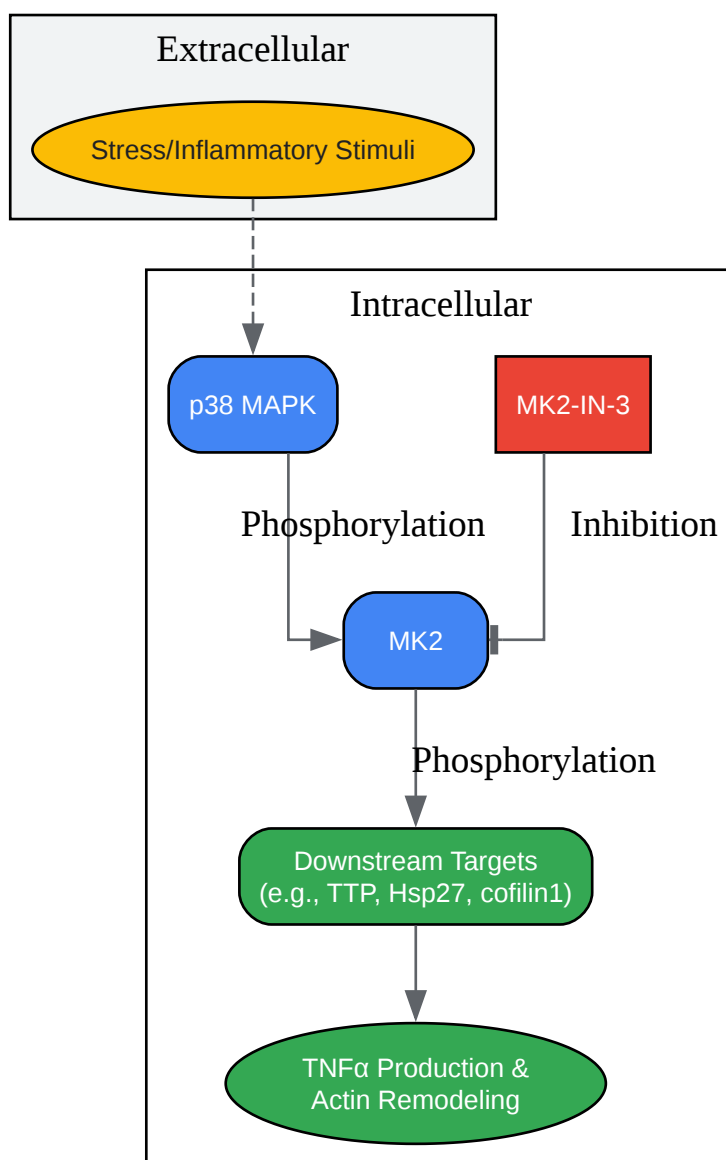 Extracellular
Stress/Inflammatory Stimuli
Intracellular
p38 MAPK
MK2-IN-3
Phosphorylation
Inhibition
MK2
Phosphorylation
Downstream Targets
(e.g., TTP, Hsp27, cofilin1)
TNFα Production &
Actin Remodeling